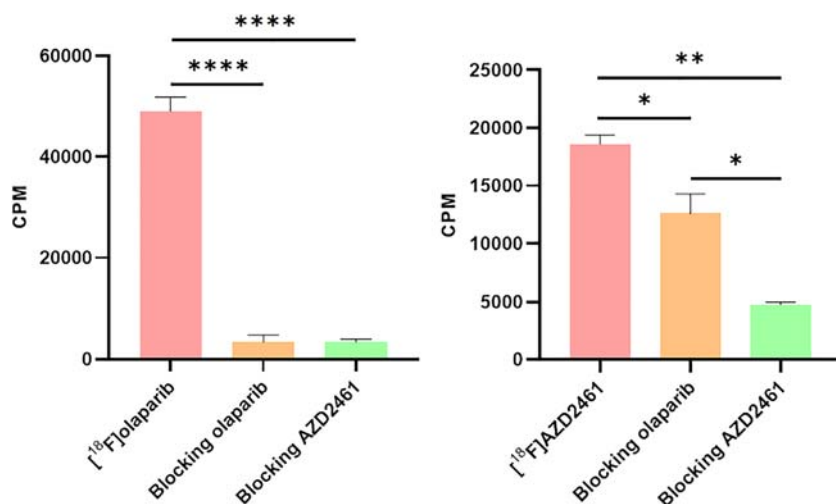 ****
****
60000
40000
20000
0
CPM
[¹⁸F]olaparib
Blocking olaparib
Blocking AZD2461
**
*
*
25000
20000
15000
10000
5000
0
CPM
[¹⁸F]AZD2461
Blocking olaparib
Blocking AZD2461